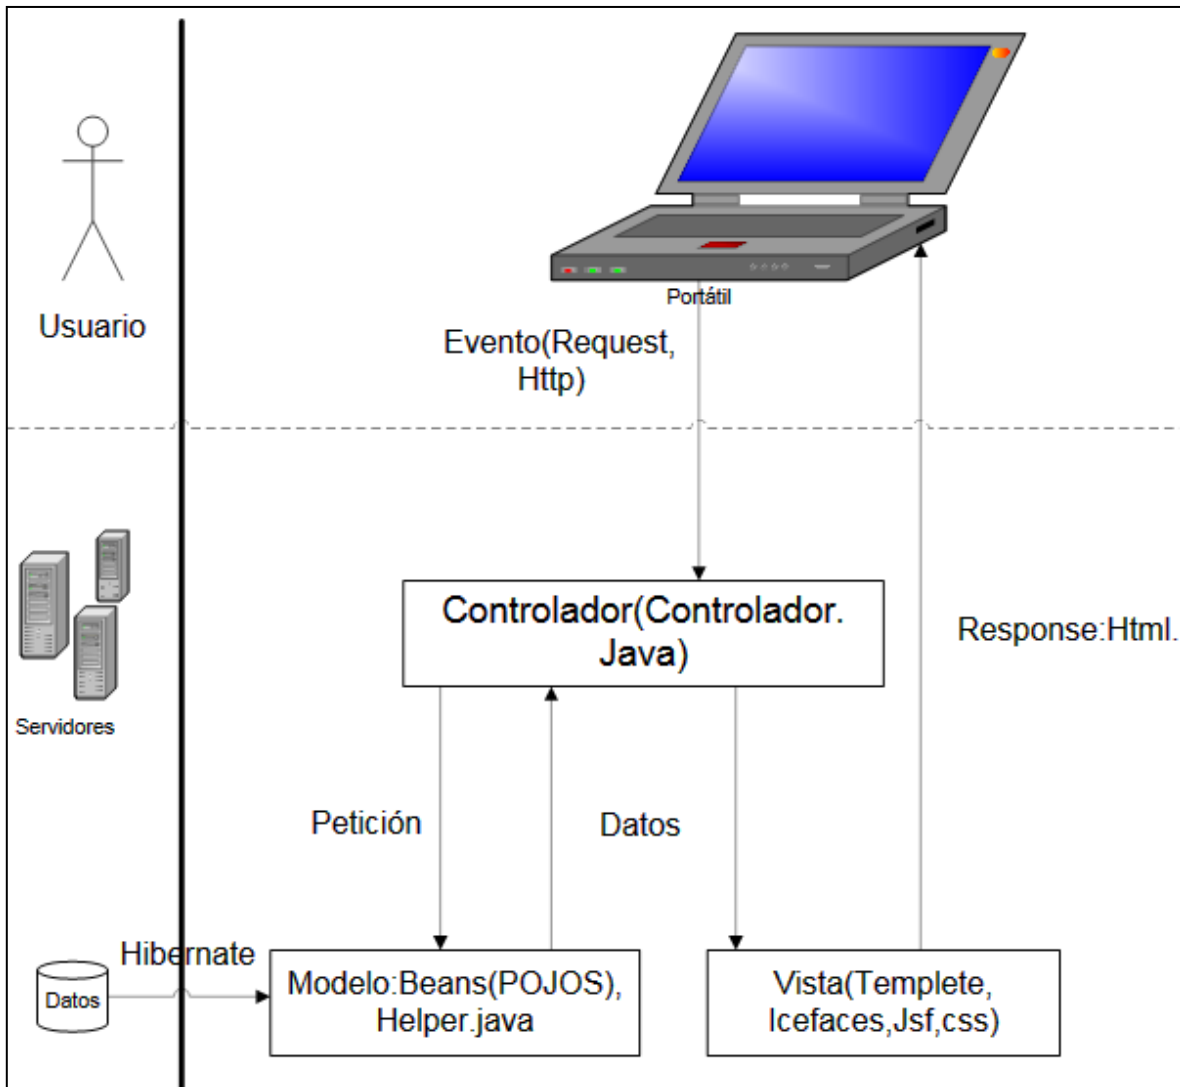 Portátil
Usuario
Evento(Request,
Http)
Controlador(Controlador.
Java)
Response:Html.
Servidores
Petición
Datos
Hibernate
Datos
Modelo:Beans(POJOS),
Helper.java
Vista(Templete,
Icefaces,Jsf,css)